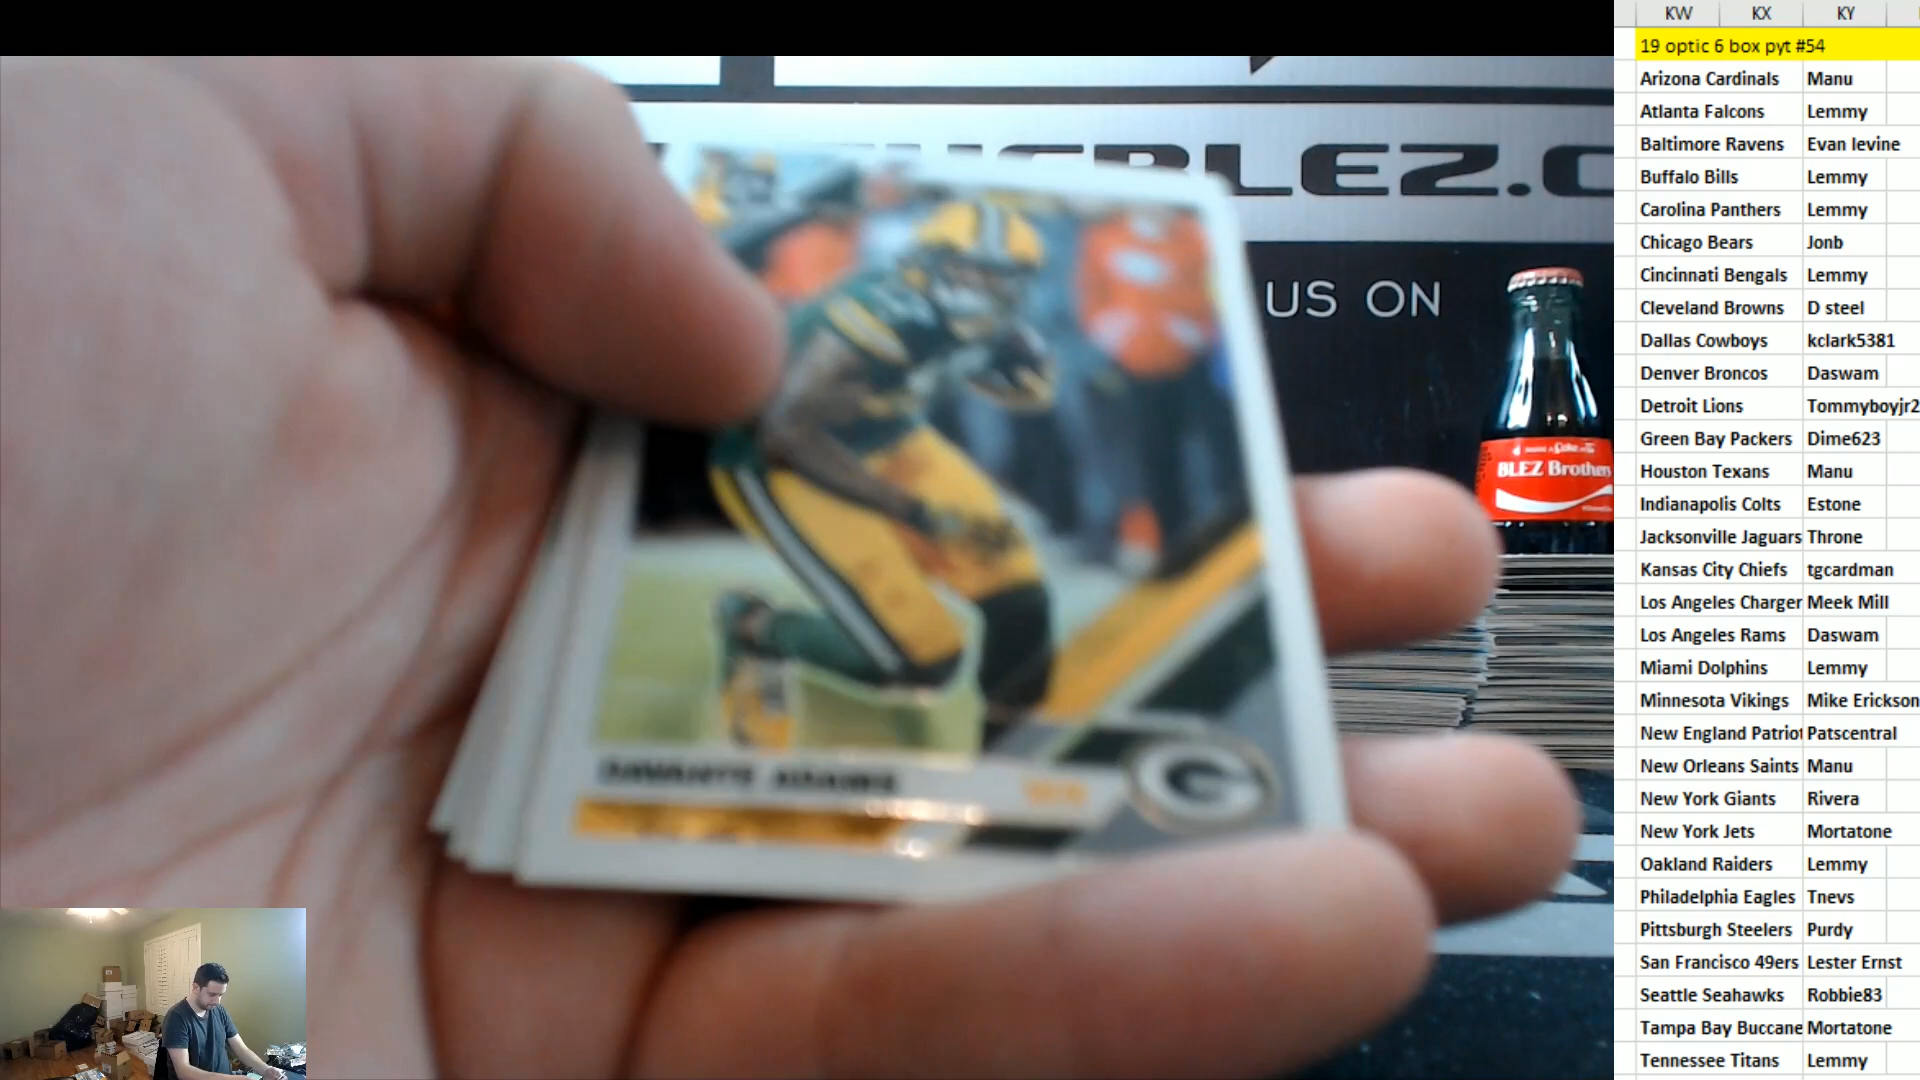 KW KX KY
19 optic 6 box pyt #54
Arizona Cardinals Manu
Atlanta Falcons Lemmy
Baltimore Ravens Evan levine
Buffalo Bills Lemmy
Carolina Panthers Lemmy
Chicago Bears Jonb
Cincinnati Bengals Lemmy
Cleveland Browns D steel
Dallas Cowboys kclark5381
Denver Broncos Daswam
Detroit Lions Tommyboyjr2
Green Bay Packers Dime623
Houston Texans Manu
Indianapolis Colts Estone
Jacksonville Jaguars Throne
Kansas City Chiefs tgcardman
Los Angeles Charger Meek Mill
Los Angeles Rams Daswam
Miami Dolphins Lemmy
Minnesota Vikings Mike Erickson
New England Patriot Patscentral
New Orleans Saints Manu
New York Giants Rivera
New York Jets Mortatone
Oakland Raiders Lemmy
Philadelphia Eagles Tnevs
Pittsburgh Steelers Purdy
San Francisco 49ers Lester Ernst
Seattle Seahawks Robbie83
Tampa Bay Buccane Mortatone
Tennessee Titans Lemmy
BLEZ.C
US ON
BLEZ Brothers
DAVANTE ADAMS
G